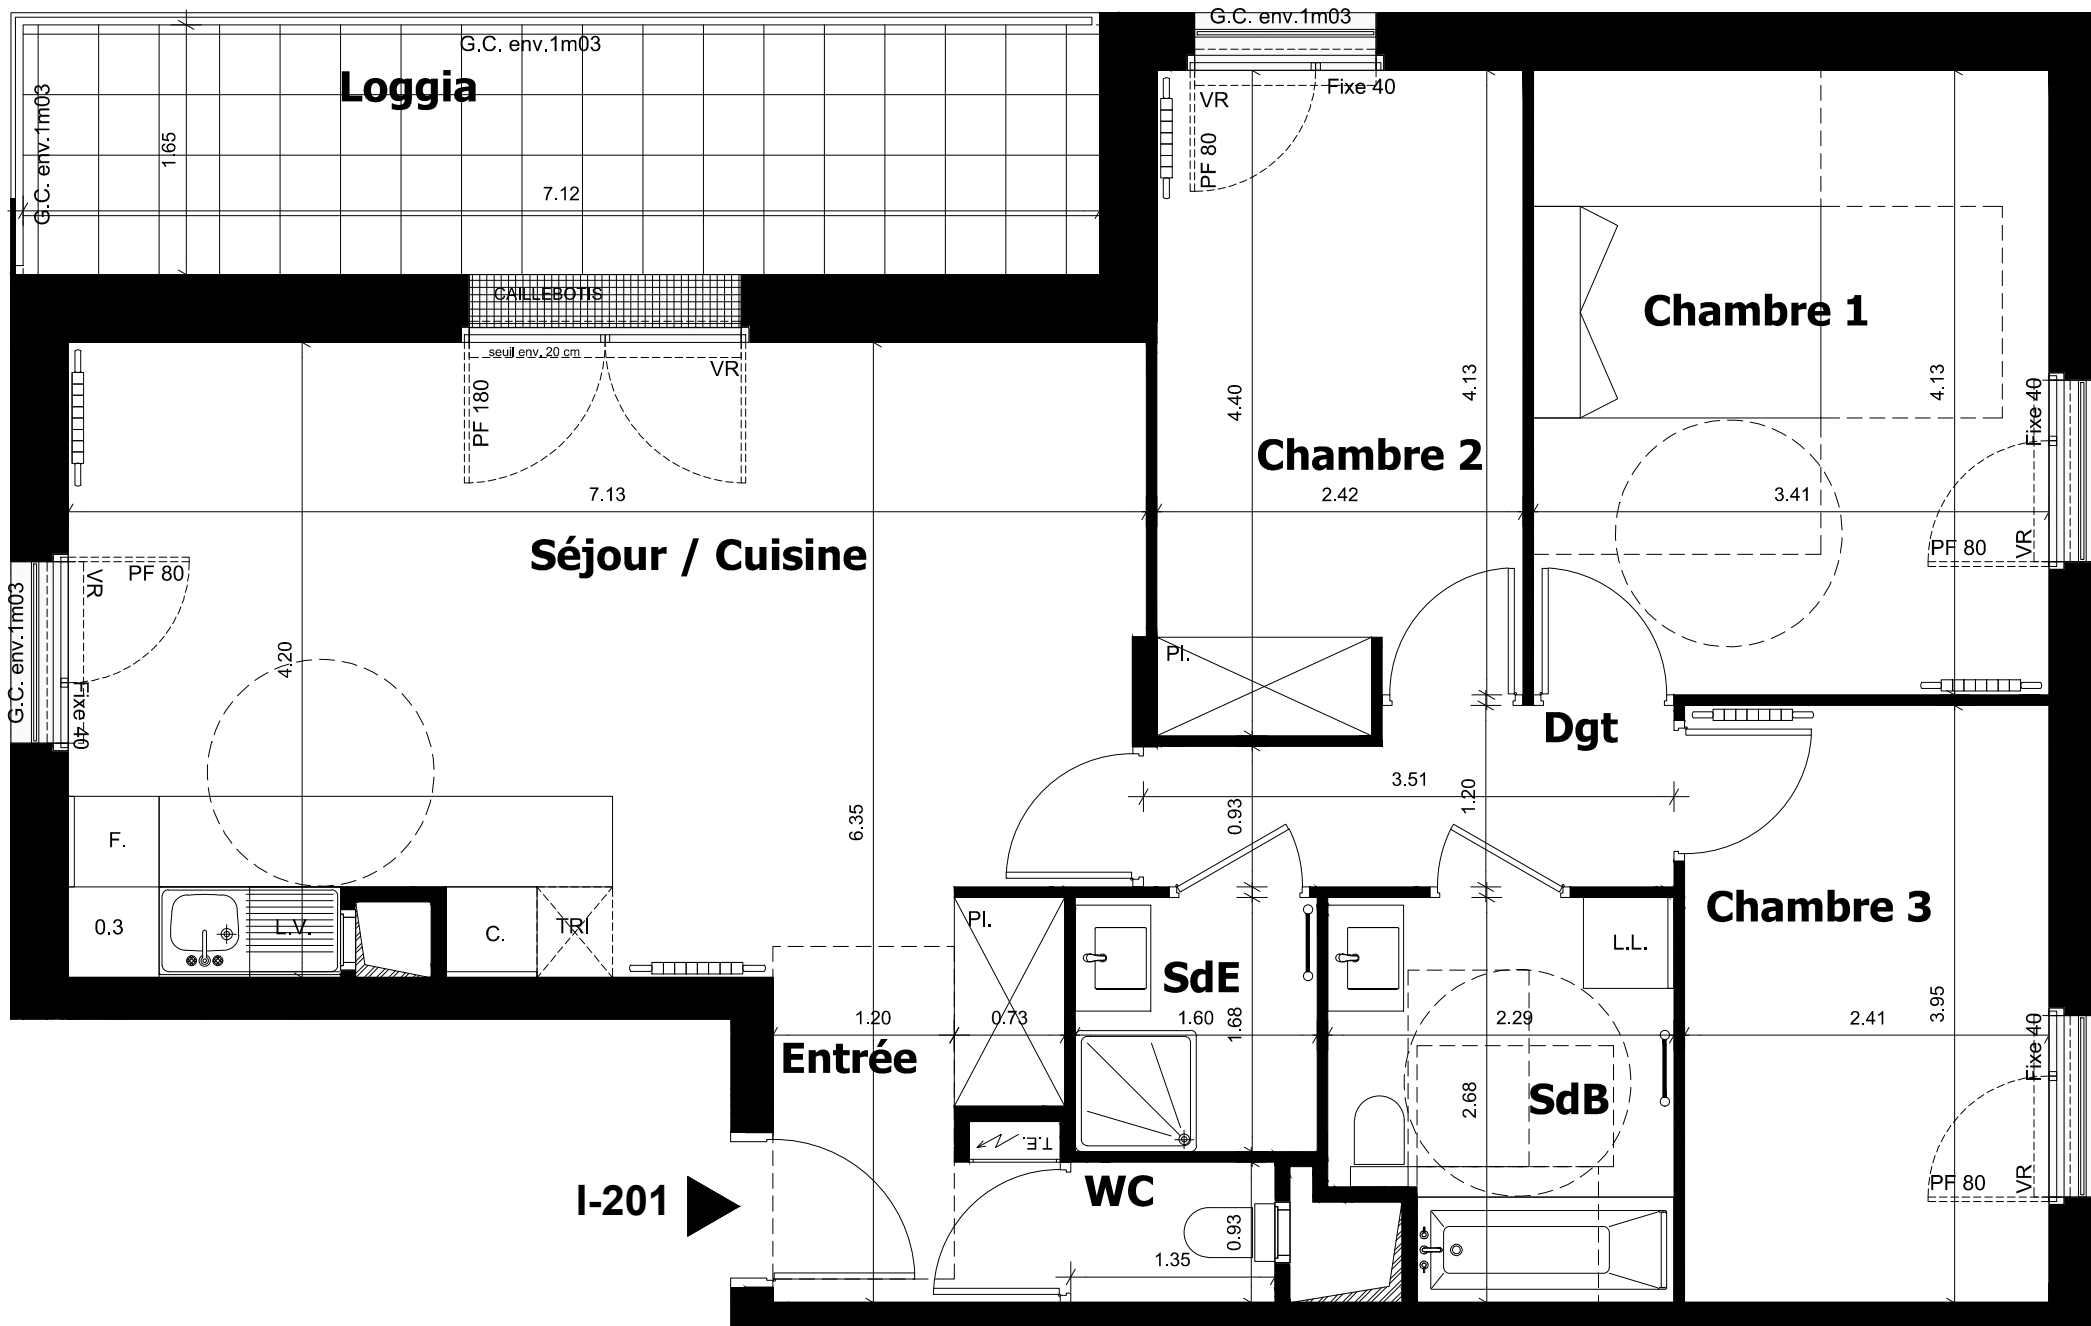 G.C. env.1m03
G.C. env.1m03
Loggia
G.C. env.1m03
1.65
7.12
VR
Fixe 40
PF 80
CAILLEBOTIS
seuil env. 20 cm
VR
PF 180
Chambre 1
4.40
4.13
4.13
Fixe 40
Chambre 2
7.13
2.42
3.41
Séjour / Cuisine
PF 80
VR
PF 80
VR
G.C. env.1m03
Fixe 40
4.20
Pl.
Dgt
3.51
0.93
1.20
6.35
F.
0.3
L.V.
C.
TRI
Pl.
SdE
L.L.
Chambre 3
1.20
0.73
1.60
1.68
2.29
2.41
3.95
Entrée
Fixe 40
2.68
SdB
T.E.
I-201
WC
PF 80
VR
0.93
1.35